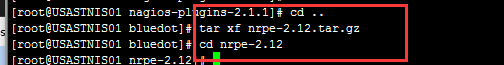 [root@USASTNIS01 nagios-plugins-2.1.1]# cd ..
[root@USASTNIS01 bluedot]# tar xf nrpe-2.12.tar.gz
[root@USASTNIS01 bluedot]# cd nrpe-2.12
[root@USASTNIS01 nrpe-2.12]#